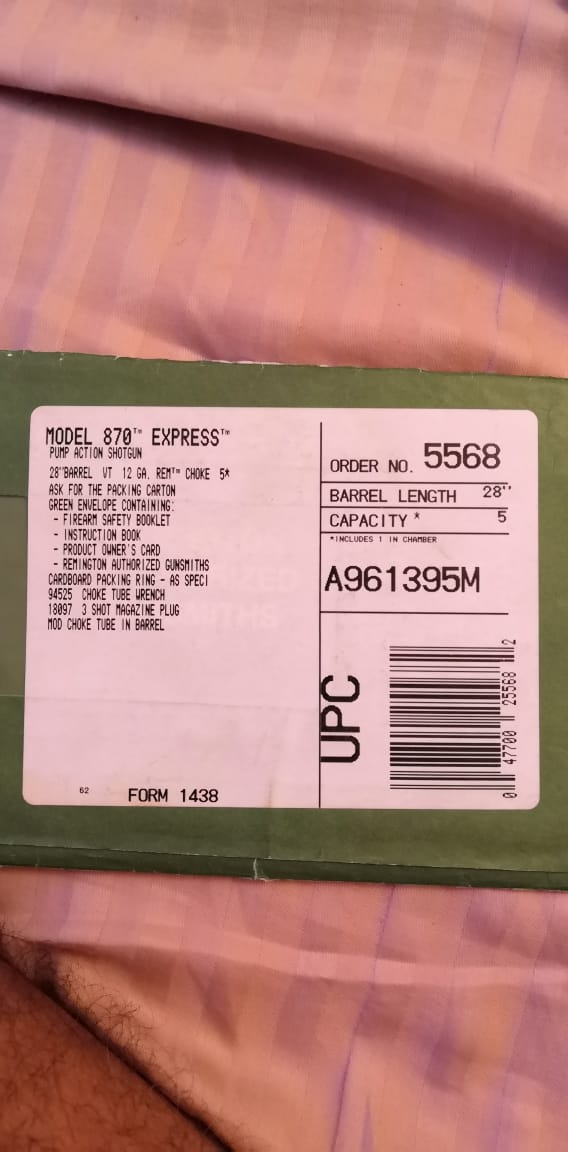 MODEL 870™ EXPRESS™
PUMP ACTION SHOTGUN
28"BARREL VT 12 GA. REM™ CHOKE 5*
ASK FOR THE PACKING CARTON
GREEN ENVELOPE CONTAINING:
- FIREARM SAFETY BOOKLET
- INSTRUCTION BOOK
- PRODUCT OWNER'S CARD
- REMINGTON AUTHORIZED GUNSMITHS
CARDBOARD PACKING RING - AS SPECI
94525 CHOKE TUBE WRENCH
18097 3 SHOT MAGAZINE PLUG
MOD CHOKE TUBE IN BARREL
62 FORM 1438
ORDER NO. 5568
BARREL LENGTH 28"
CAPACITY * 5
*INCLUDES 1 IN CHAMBER
A961395M
UPC
0 47700 25568 2